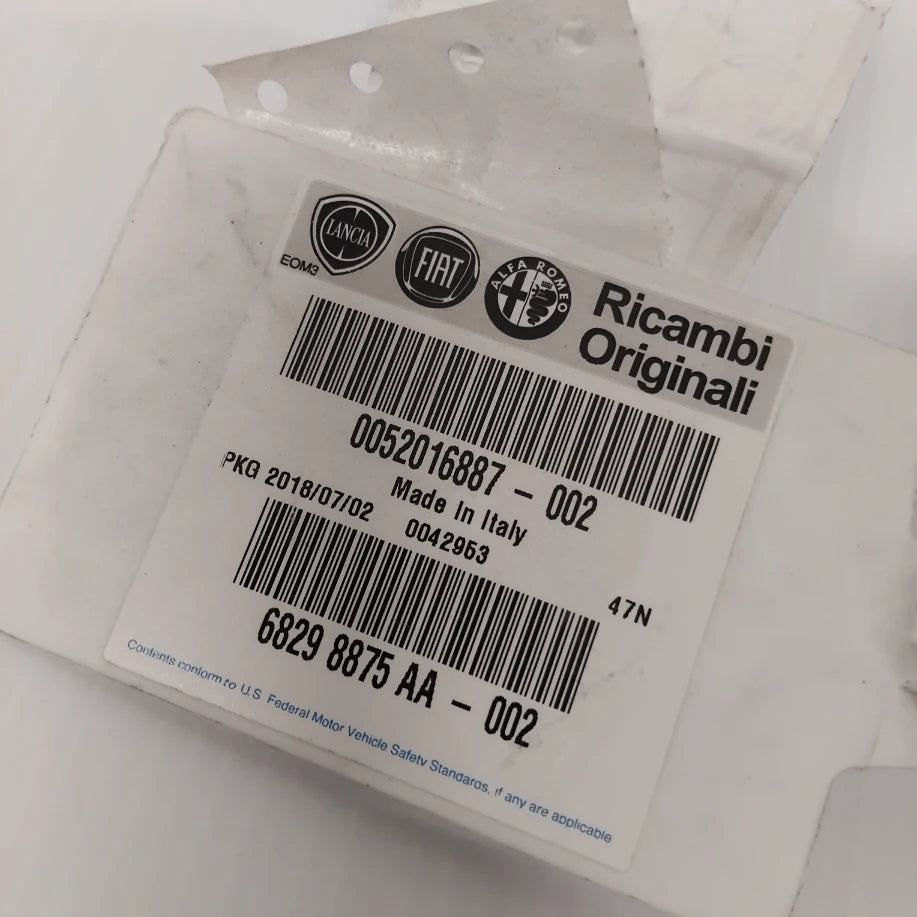 LANCIA
FIAT
ALFA ROMEO
EOM3
Ricambi
Originali
0052016887 - 002
Made in Italy
PKG 2018/07/02 0042953
47N
6829 8875 AA - 002
Contents conform to U.S. Federal Motor Vehicle Safety Standards, if any are applicable